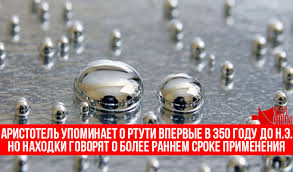 АРИСТОТЕЛЬ УПОМИНАЕТ О РТУТИ ВПЕРВЫЕ В 350 ГОДУ ДО Н.Э.
НО НАХОДКИ ГОВОРЯТ О БОЛЕЕ РАННЕМ СРОКЕ ПРИМЕНЕНИЯ